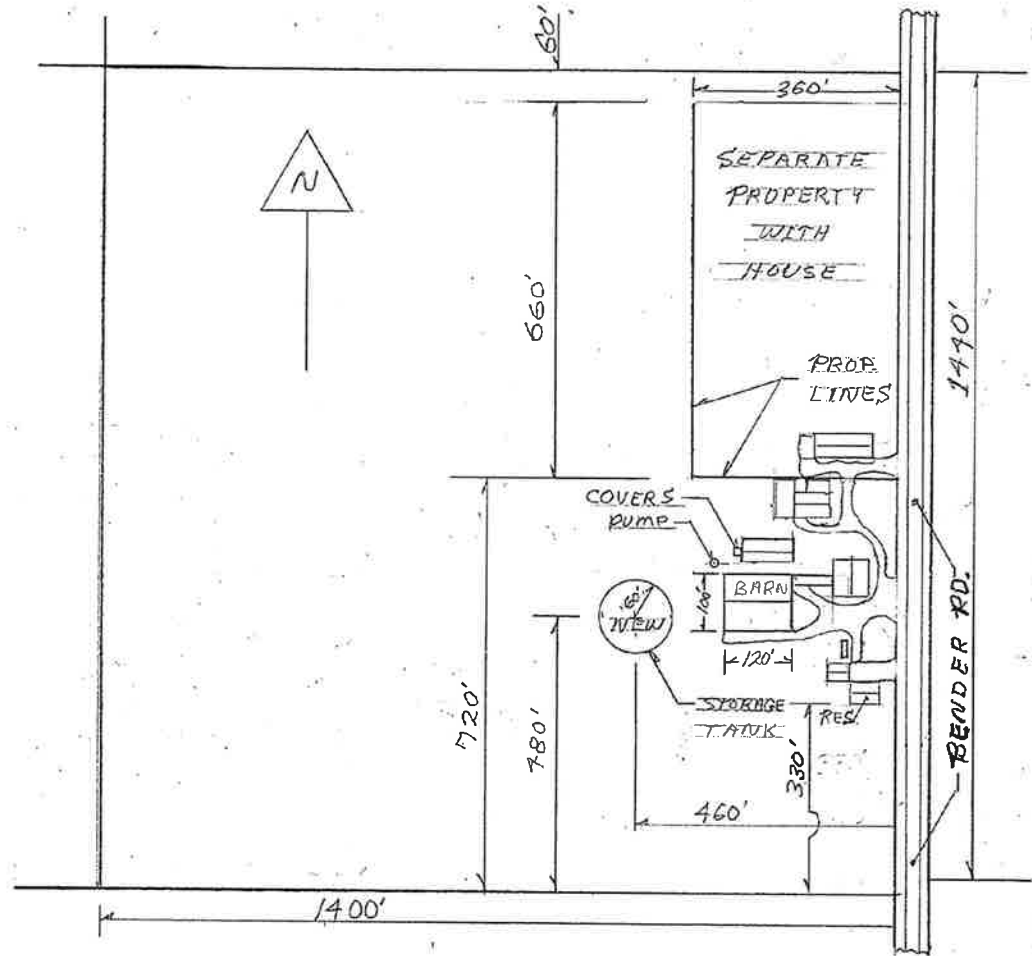 60'
360'
N
SEPARATE
PROPERTY
WITH
HOUSE
660'
1440'
PROP.
LINES
COVERS
PUMP
BARN
100'
60'
NEW
120'
STORAGE
TANK
RES.
BENDER RD.
720'
480'
330'
460'
1400'